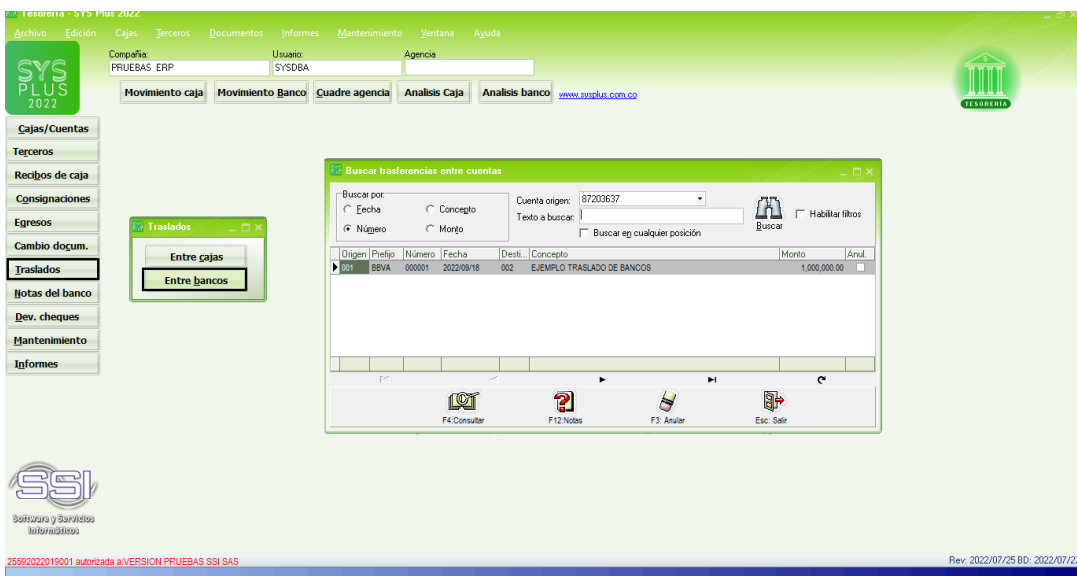 Tesorería - SYS Plus 2022
Archivo Edición Cajas Terceros Documentos Informes Mantenimiento Ventana Ayuda
SYS PLUS 2022
Compañia: Usuario: Agencia
PRUEBAS ERP SYSDBA
Movimiento caja Movimiento Banco Cuadre agencia Analisis Caja Analisis banco www.sysplus.com.co
TESORERÍA
Cajas/Cuentas
Terceros
Recibos de caja
Consignaciones
Egresos
Cambio docum.
Traslados
Notas del banco
Dev. cheques
Mantenimiento
Informes
Traslados
Entre cajas
Entre bancos
Buscar trasferencias entre cuentas
Buscar por:
Fecha Concepto
Número Monto
Cuenta origen: 87203637
Texto a buscar:
Buscar en cualquier posición
Buscar
Habilitar filtros
Origen Prefijo Número Fecha Desti... Concepto Monto Anul.
001 BBVA 000001 2022/09/18 002 EJEMPLO TRASLADO DE BANCOS 1,000,000.00
F4:Consultar F12:Notas F3: Anular Esc: Salir
SSI
Software y Servicios
Informáticos
25592022019001 autorizada a:VERSION PRUEBAS SSI SAS
Rev: 2022/07/25 BD: 2022/07/2